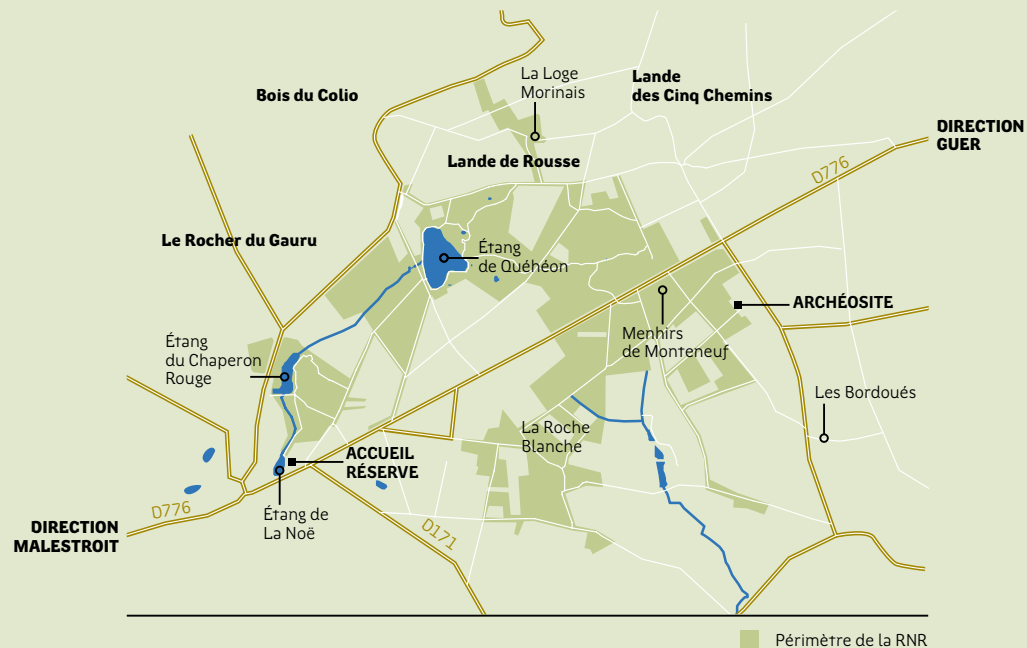 La Loge
Morinais
Lande
des Cinq Chemins
Bois du Colio
DIRECTION
GUER
Lande de Rousse
D776
Le Rocher du Gauru
Étang
de Quéhéon
ARCHÉOSITE
Menhirs
de Monteneuf
Étang
du Chaperon
Rouge
Les Bordoués
La Roche
Blanche
ACCUEIL
RÉSERVE
D776
Étang de
La Noë
D171
DIRECTION
MALESTROIT
Périmètre de la RNR